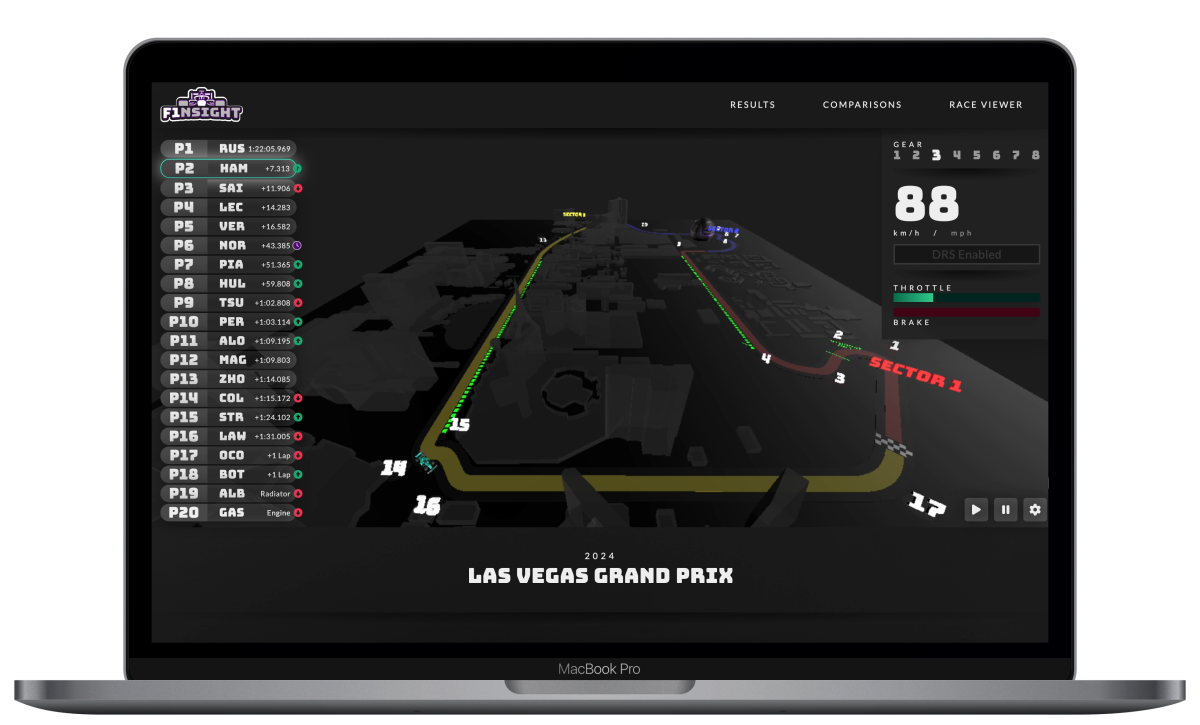 F1NSIGHT
RESULTS COMPARISONS RACE VIEWER
P1 RUS 1:22:05.969
P2 HAM +7.313
P3 SAI +11.906
P4 LEC +14.283
P5 VER +16.582
P6 NOR +43.385
P7 PIA +51.365
P8 HUL +59.808
P9 TSU +1:02.808
P10 PER +1:03.114
P11 ALO +1:09.195
P12 MAG +1:09.803
P13 ZHO +1:14.085
P14 COL +1:15.172
P15 STR +1:24.102
P16 LAW +1:31.005
P17 OCO +1 Lap
P18 BOT +1 Lap
P19 ALB Radiator
P20 GAS Engine
GEAR
1 2 3 4 5 6 7 8
88
km/h / mph
DRS Enabled
THROTTLE
BRAKE
SECTOR
13
5
2
1
4
3
SECTOR 1
15
14
16
17
2024
LAS VEGAS GRAND PRIX
MacBook Pro